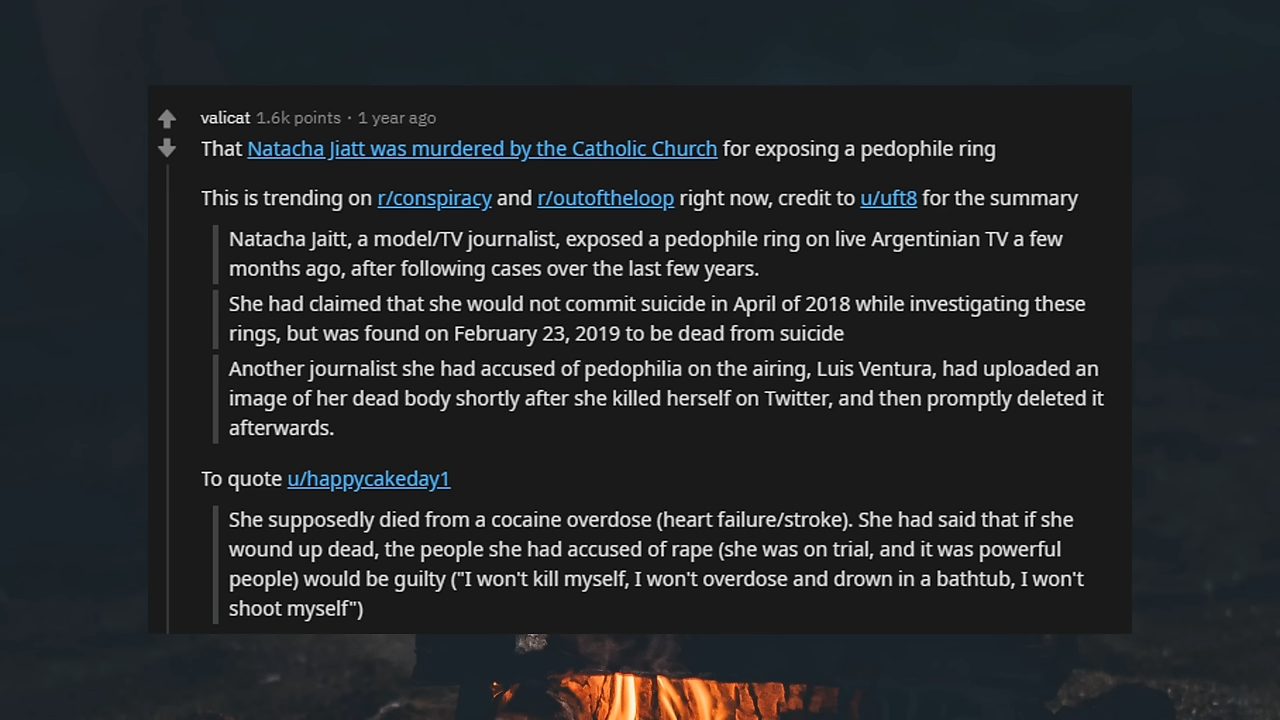 valicat 1.6k points · 1 year ago
That Natacha Jiatt was murdered by the Catholic Church for exposing a pedophile ring
This is trending on r/conspiracy and r/outoftheloop right now, credit to u/uft8 for the summary
Natacha Jaitt, a model/TV journalist, exposed a pedophile ring on live Argentinian TV a few
months ago, after following cases over the last few years.
She had claimed that she would not commit suicide in April of 2018 while investigating these
rings, but was found on February 23, 2019 to be dead from suicide
Another journalist she had accused of pedophilia on the airing, Luis Ventura, had uploaded an
image of her dead body shortly after she killed herself on Twitter, and then promptly deleted it
afterwards.
To quote u/happycakeday1
She supposedly died from a cocaine overdose (heart failure/stroke). She had said that if she
wound up dead, the people she had accused of rape (she was on trial, and it was powerful
people) would be guilty ("I won't kill myself, I won't overdose and drown in a bathtub, I won't
shoot myself")